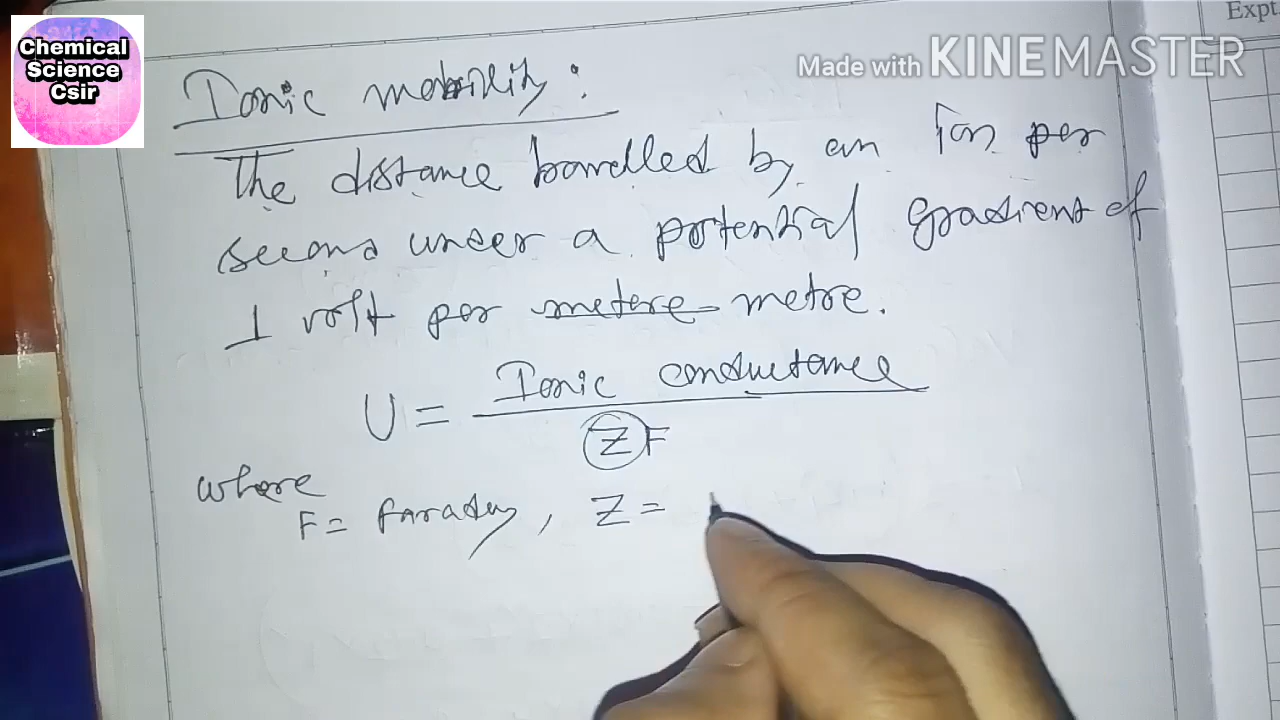 Chemical
Science
Csir
Made with KINEMASTER
Expt.
Ionic mobility :
The distance travelled by an Ion per
second under a potential gradient of
1 volt per metere metre.
U = Ionic conductance
ZF
where
F = faraday, Z =